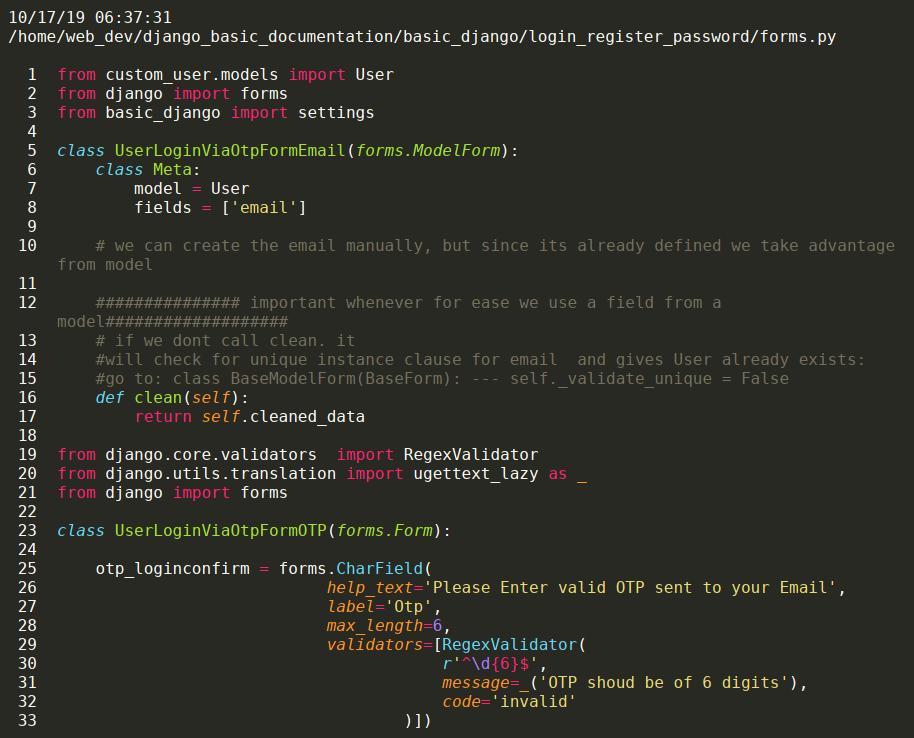 10/17/19 06:37:31
/home/web_dev/django_basic_documentation/basic_django/login_register_password/forms.py
1 from custom_user.models import User
2 from django import forms
3 from basic_django import settings
4
5 class UserLoginViaOtpFormEmail(forms.ModelForm):
6     class Meta:
7         model = User
8         fields = ['email']
9
10     # we can create the email manually, but since its already defined we take advantage
from model
11
12     ############### important whenever for ease we use a field from a
model###################
13     # if we dont call clean. it
14     #will check for unique instance clause for email  and gives User already exists:
15     #go to: class BaseModelForm(BaseForm): --- self._validate_unique = False
16     def clean(self):
17         return self.cleaned_data
18
19 from django.core.validators  import RegexValidator
20 from django.utils.translation import ugettext_lazy as _
21 from django import forms
22
23 class UserLoginViaOtpFormOTP(forms.Form):
24
25     otp_loginconfirm = forms.CharField(
26                             help_text='Please Enter valid OTP sent to your Email',
27                             label='Otp',
28                             max_length=6,
29                             validators=[RegexValidator(
30                                         r'^\d{6}$',
31                                         message=_('OTP shoud be of 6 digits'),
32                                         code='invalid'
33                                     )])